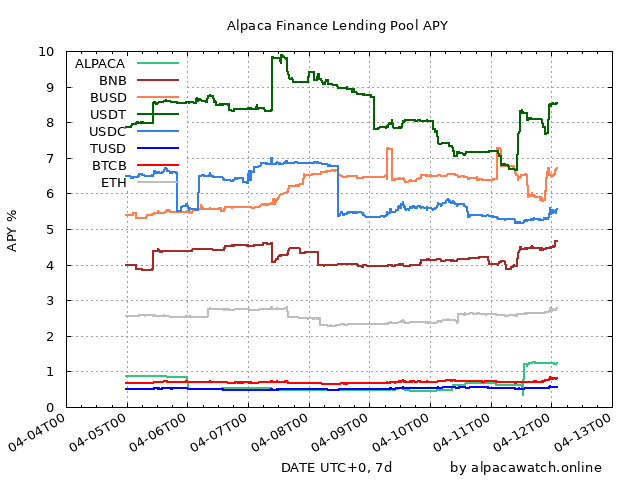 Alpaca Finance Lending Pool APY
10
9
8
7
6
5
4
3
2
1
0
APY %
ALPACA
BNB
BUSD
USDT
USDC
TUSD
BTCB
ETH
04-04T00
04-05T00
04-06T00
04-07T00
04-08T00
04-09T00
04-10T00
04-11T00
04-12T00
04-13T00
DATE UTC+0, 7d
by alpacawatch.online